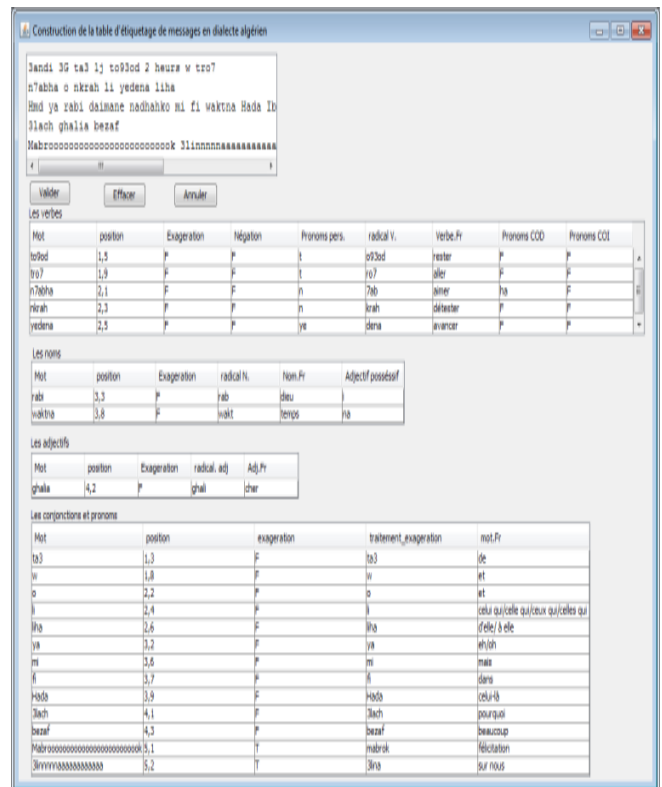 Construction de la table d'étiquetage de messages en dialecte algérien
3andi 3G ta3 lj to93od 2 heurs w tro7
n7abha o nkrah li yedena liha
Hmd ya rabi daimane nadhahko mi fi waktna Hada Ib
3lach ghalia bezaf
Mabrooooooooooooooooooooooooook 3linnnnnaaaaaaaaaaa
Valider Effacer Annuler
Les verbes
Mot position Exageration Négation Pronoms pers. radical V. Verbe.Fr Pronoms COD Pronoms COI
to9od 1,5 F F t o93od rester F F
tro7 1,9 F F t ro7 aller F F
n7abha 2,1 F F n 7ab aimer ha F
nkrah 2,3 F F n krah détester F F
yedena 2,5 F F ye dena avancer F F
Les noms
Mot position Exageration radical N. Nom.Fr Adjectif posséssif
rabi 3,3 F rab dieu i
waktna 3,8 F wakt temps na
Les adjectifs
Mot position Exageration radical. adj Adj.Fr
ghalia 4,2 F ghali cher
Les conjonctions et pronoms
Mot position exageration traitement_exageration mot.Fr
ta3 1,3 F ta3 de
w 1,8 F w et
o 2,2 F o et
li 2,4 F li celui qui/celle qui/ceux qui/celles qui
liha 2,6 F liha d'elle/ à elle
ya 3,2 F ya eh/oh
mi 3,6 F mi mais
fi 3,7 F fi dans
Hada 3,9 F Hada celui-là
3lach 4,1 F 3lach pourquoi
bezaf 4,3 F bezaf beaucoup
Mabrooooooooooooooooooooooooook 5,1 T mabrok félicitation
3linnnnnaaaaaaaaaaaa 5,2 T 3lina sur nous